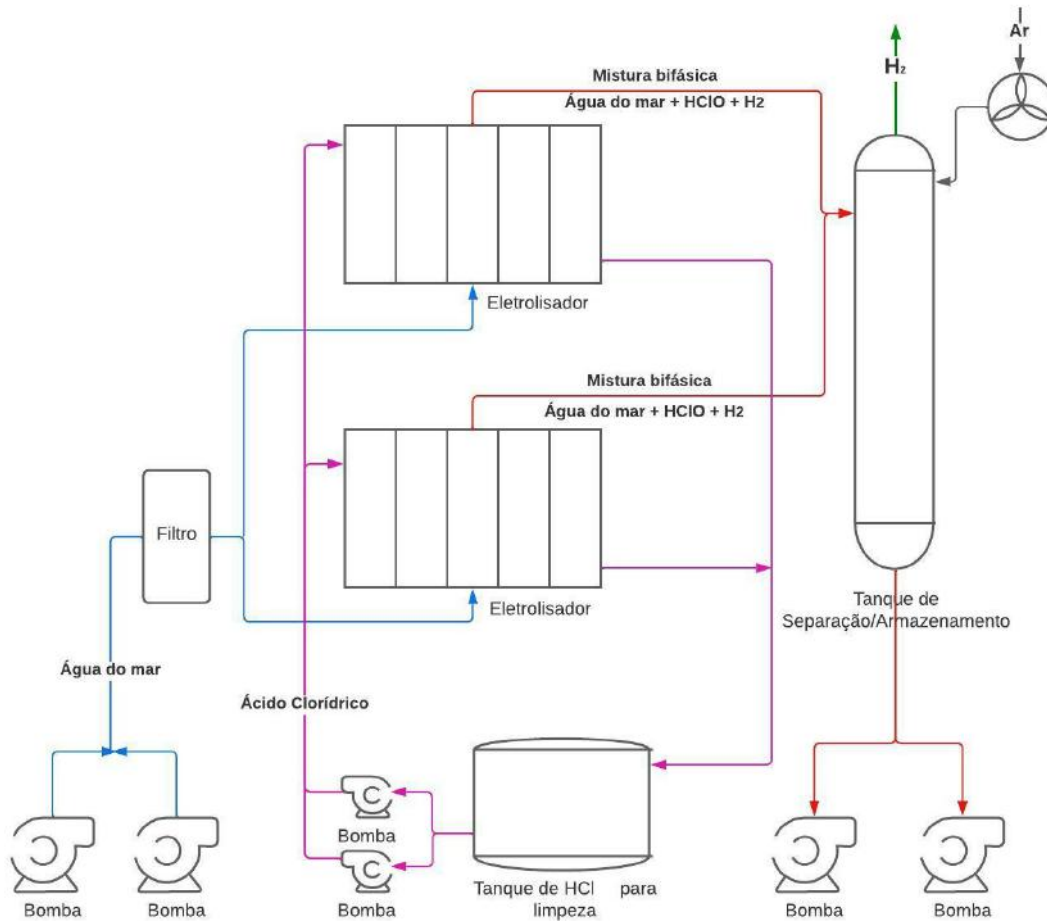 Ar
H₂
Mistura bifásica
Água do mar + HClO + H2
Eletrolisador
Mistura bifásica
Água do mar + HClO + H2
Filtro
Eletrolisador
Tanque de
Separação/Armazenamento
Água do mar
Ácido Clorídrico
Bomba
Bomba
Bomba
Bomba
Tanque de HCl para
limpeza
Bomba
Bomba